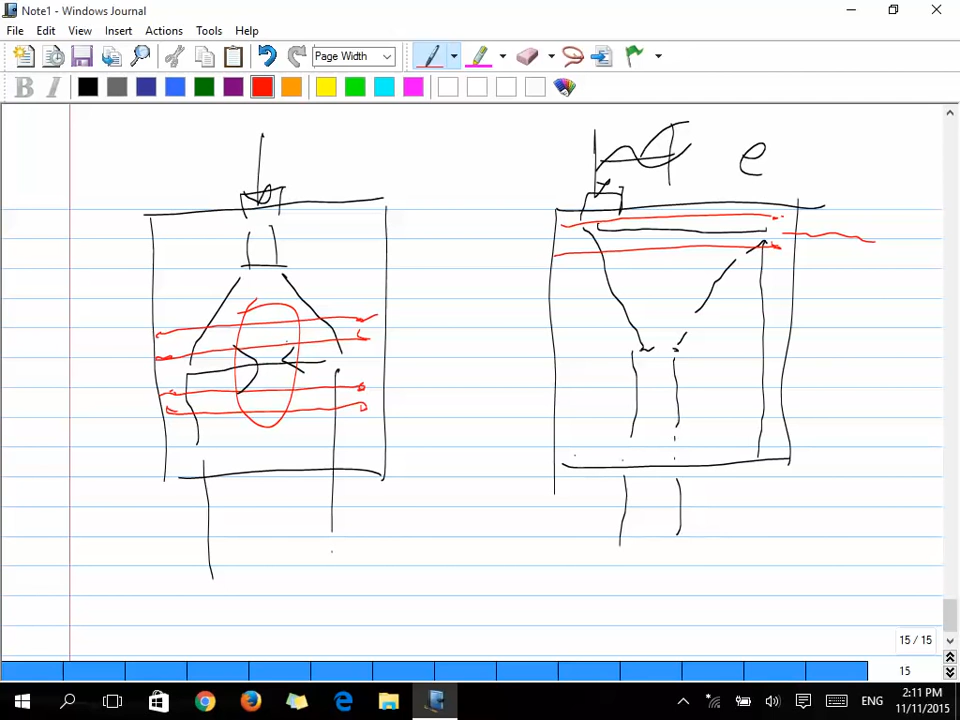 Note1 - Windows Journal
File Edit View Insert Actions Tools Help
Page Width
B I
e
15 / 15
15
ENG
2:11 PM
11/11/2015